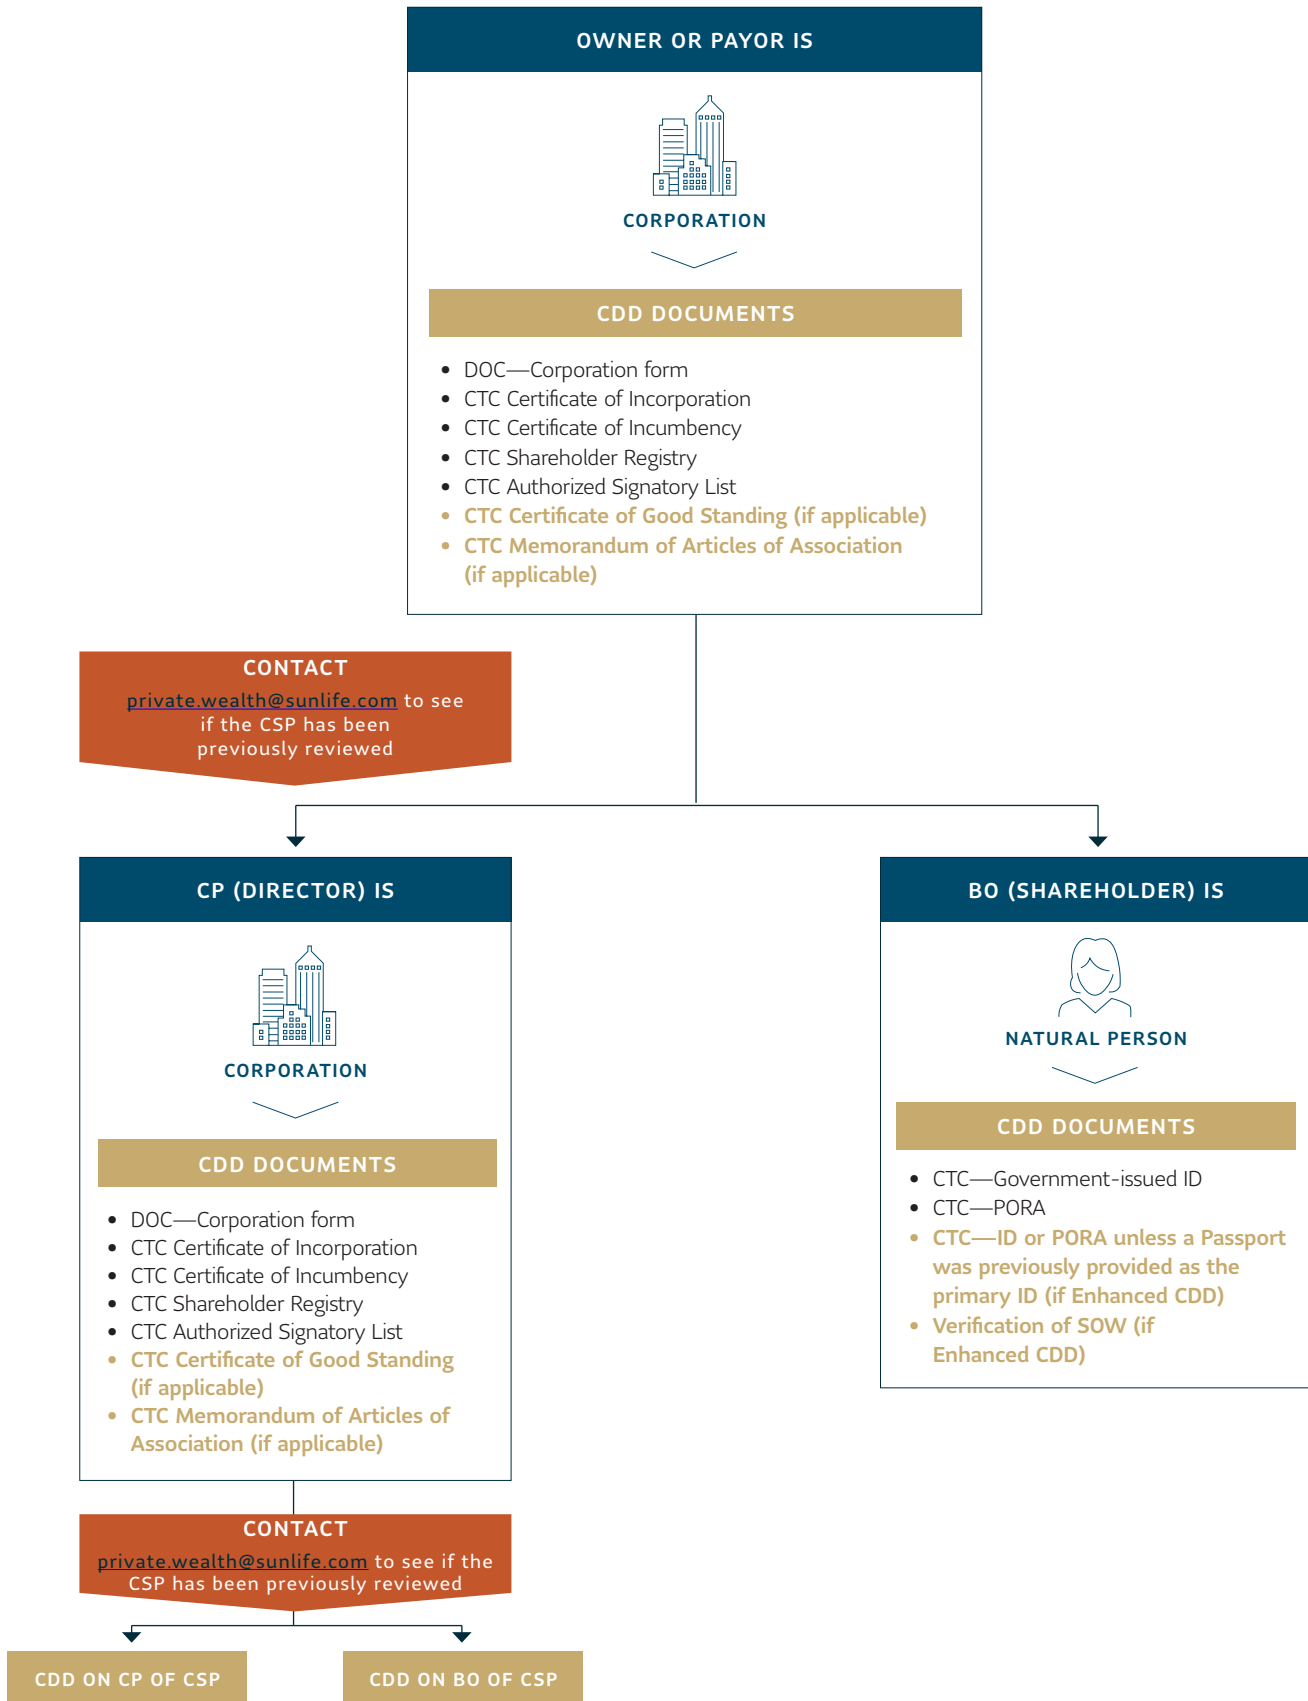 OWNER OR PAYOR IS
CORPORATION
CDD DOCUMENTS
• DOC—Corporation form
• CTC Certificate of Incorporation
• CTC Certificate of Incumbency
• CTC Shareholder Registry
• CTC Authorized Signatory List
• CTC Certificate of Good Standing (if applicable)
• CTC Memorandum of Articles of Association
(if applicable)
CONTACT
private.wealth@sunlife.com to see
if the CSP has been
previously reviewed
CP (DIRECTOR) IS
CORPORATION
CDD DOCUMENTS
• DOC—Corporation form
• CTC Certificate of Incorporation
• CTC Certificate of Incumbency
• CTC Shareholder Registry
• CTC Authorized Signatory List
• CTC Certificate of Good Standing
(if applicable)
• CTC Memorandum of Articles of
Association (if applicable)
CONTACT
private.wealth@sunlife.com to see if the
CSP has been previously reviewed
CDD ON CP OF CSP
CDD ON BO OF CSP
BO (SHAREHOLDER) IS
NATURAL PERSON
CDD DOCUMENTS
• CTC—Government-issued ID
• CTC—PORA
• CTC—ID or PORA unless a Passport
was previously provided as the
primary ID (if Enhanced CDD)
• Verification of SOW (if
Enhanced CDD)